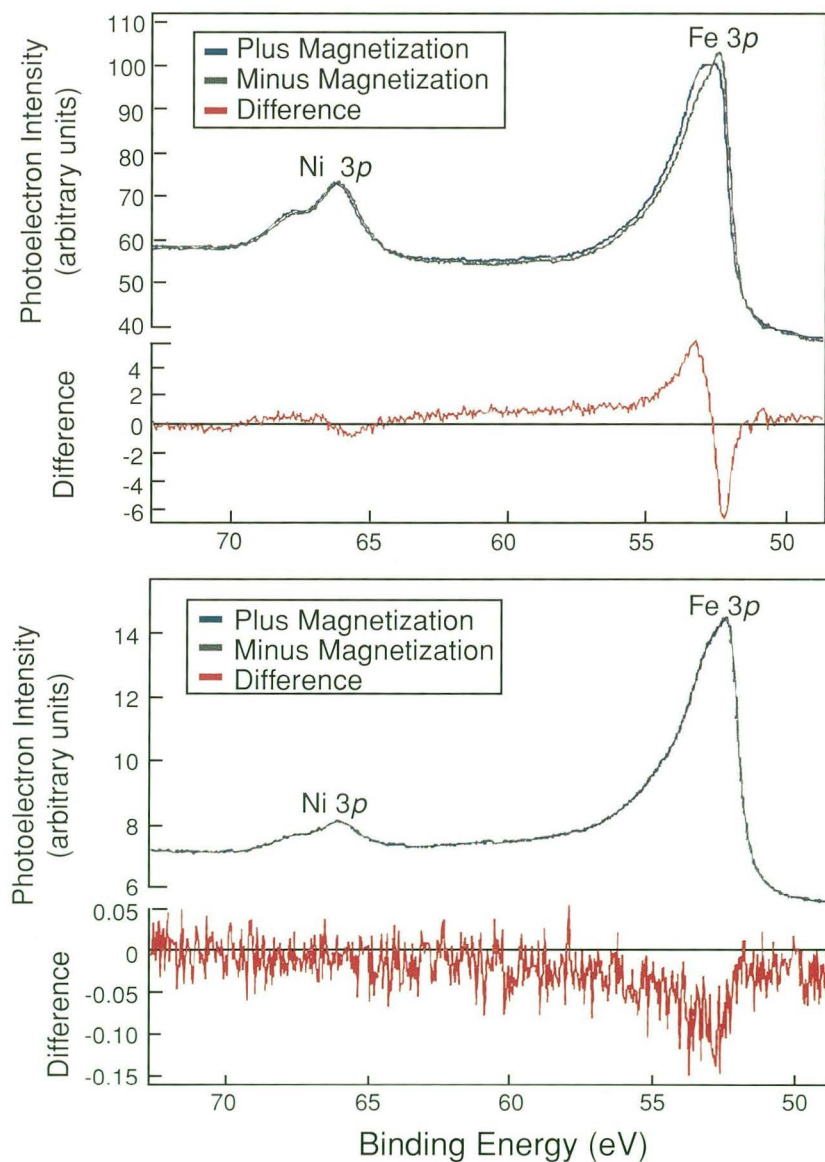 Photoelectron Intensity
(arbitrary units)
110
100
90
80
70
60
50
40
Plus Magnetization
Minus Magnetization
Difference
Fe 3p
Ni 3p
Difference
4
2
0
-2
-4
-6
70
65
60
55
50
Photoelectron Intensity
(arbitrary units)
14
12
10
8
6
Plus Magnetization
Minus Magnetization
Difference
Fe 3p
Ni 3p
Difference
0.05
0
-0.05
-0.10
-0.15
70
65
60
55
50
Binding Energy (eV)